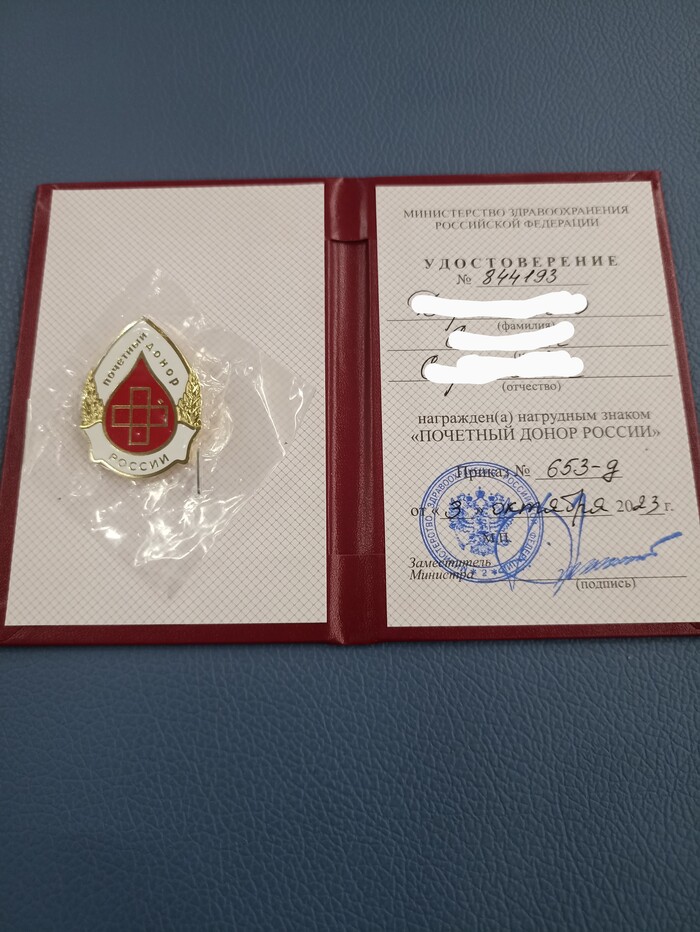 ПОЧЕТНЫЙ ДОНОР
РОССИИ
МИНИСТЕРСТВО ЗДРАВООХРАНЕНИЯ
РОССИЙСКОЙ ФЕДЕРАЦИИ
УДОСТОВЕРЕНИЕ
№ 844193
(фамилия)
(отчество)
награжден(а) нагрудным знаком
«ПОЧЕТНЫЙ ДОНОР РОССИИ»
Приказ № 653-д
от « 3 » октября 2023 г.
М.П.
Заместитель
Министра
(подпись)